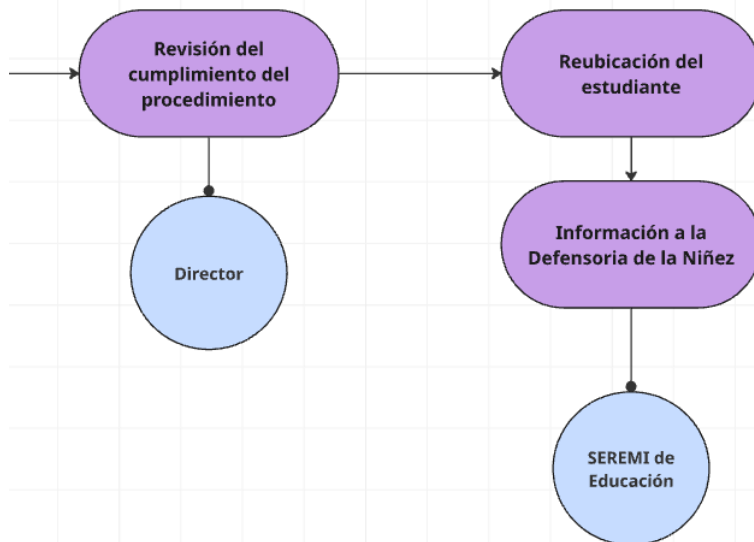 Revisión del
cumplimiento del
procedimiento
Reubicación del
estudiante
Información a la
Defensoria de la Niñez
Director
SEREMI de
Educación